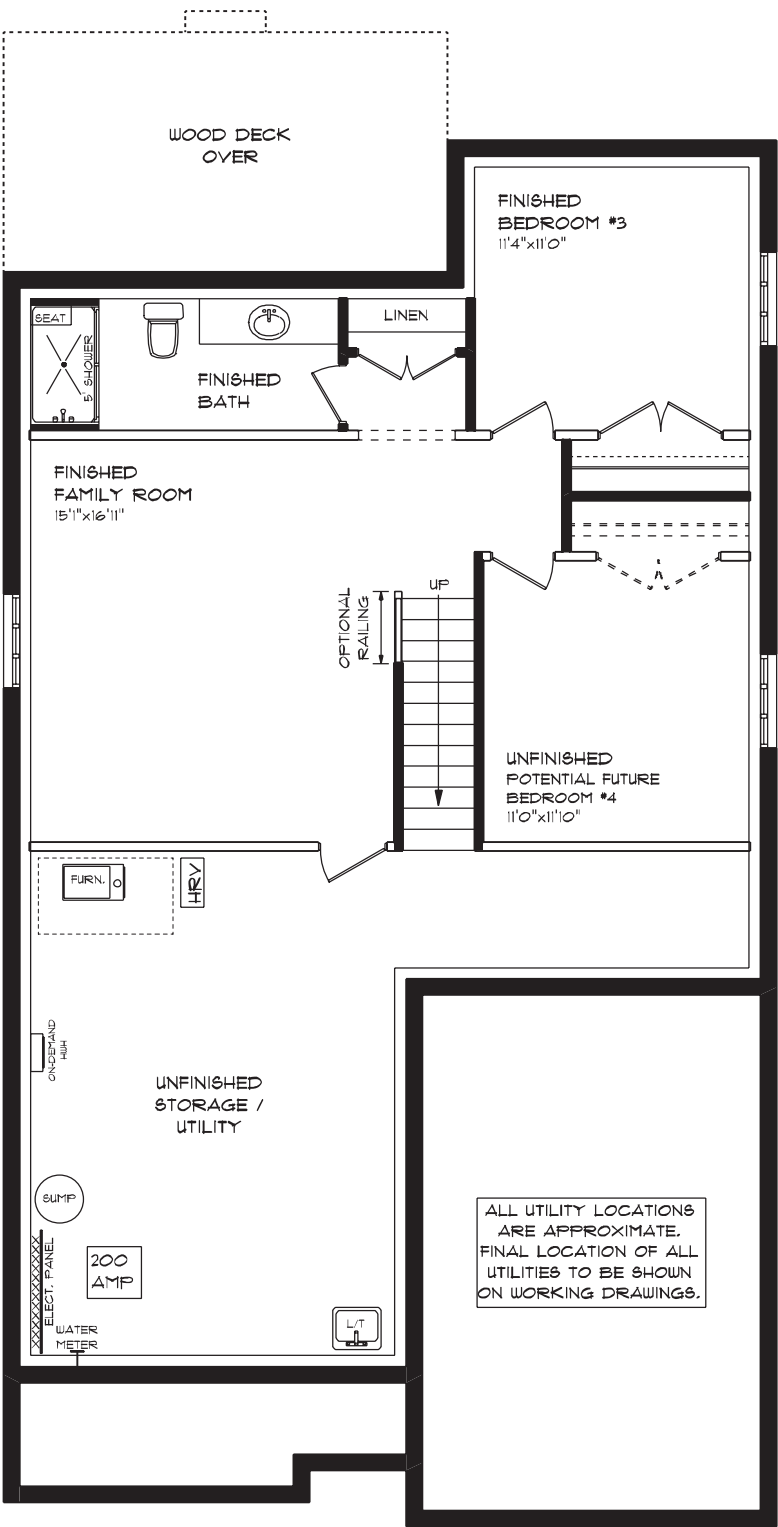 WOOD DECK
OVER
FINISHED
BEDROOM #3
11'4"x11'0"
SEAT
5' SHOWER
LINEN
FINISHED
BATH
FINISHED
FAMILY ROOM
15'1"x16'11"
UP
OPTIONAL
RAILING
UNFINISHED
POTENTIAL FUTURE
BEDROOM #4
11'0"x11'10"
FURN.
HRV
ON-DEMAND
HWH
UNFINISHED
STORAGE /
UTILITY
SUMP
ELECT. PANEL
200
AMP
WATER
METER
L/T
ALL UTILITY LOCATIONS
ARE APPROXIMATE.
FINAL LOCATION OF ALL
UTILITIES TO BE SHOWN
ON WORKING DRAWINGS.